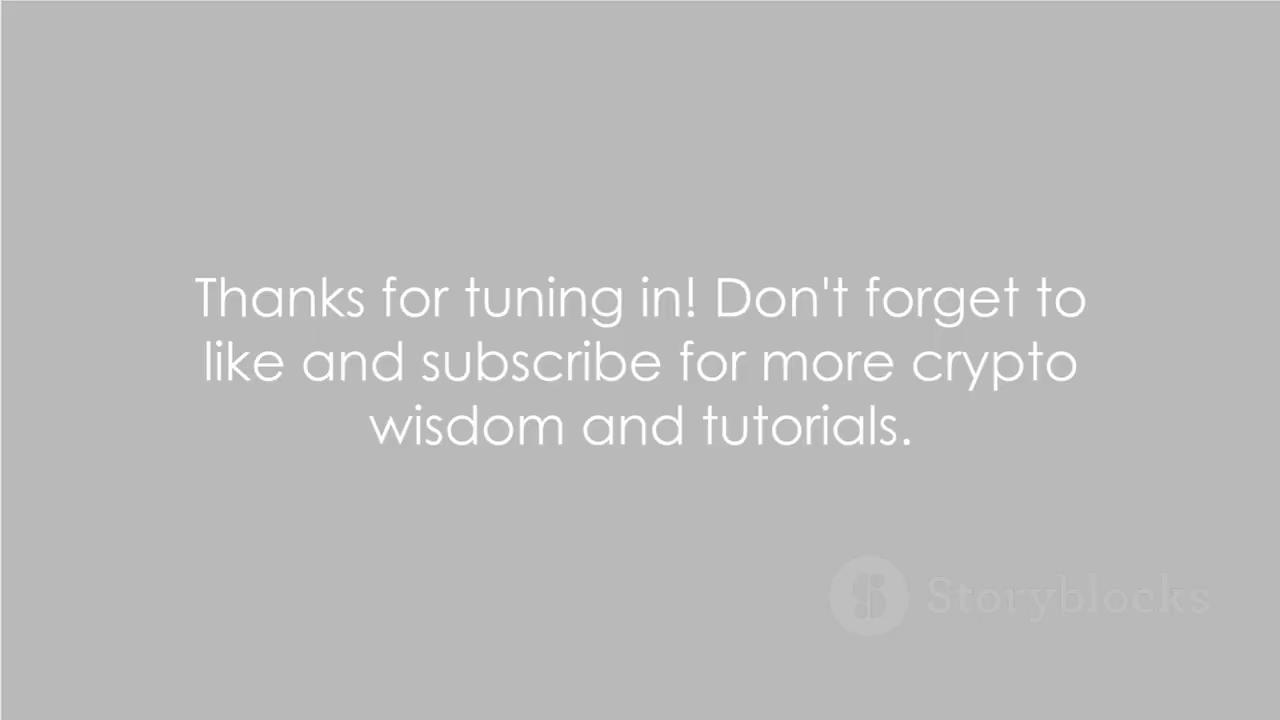 Thanks for tuning in! Don't forget to
like and subscribe for more crypto
wisdom and tutorials.
Storyblocks